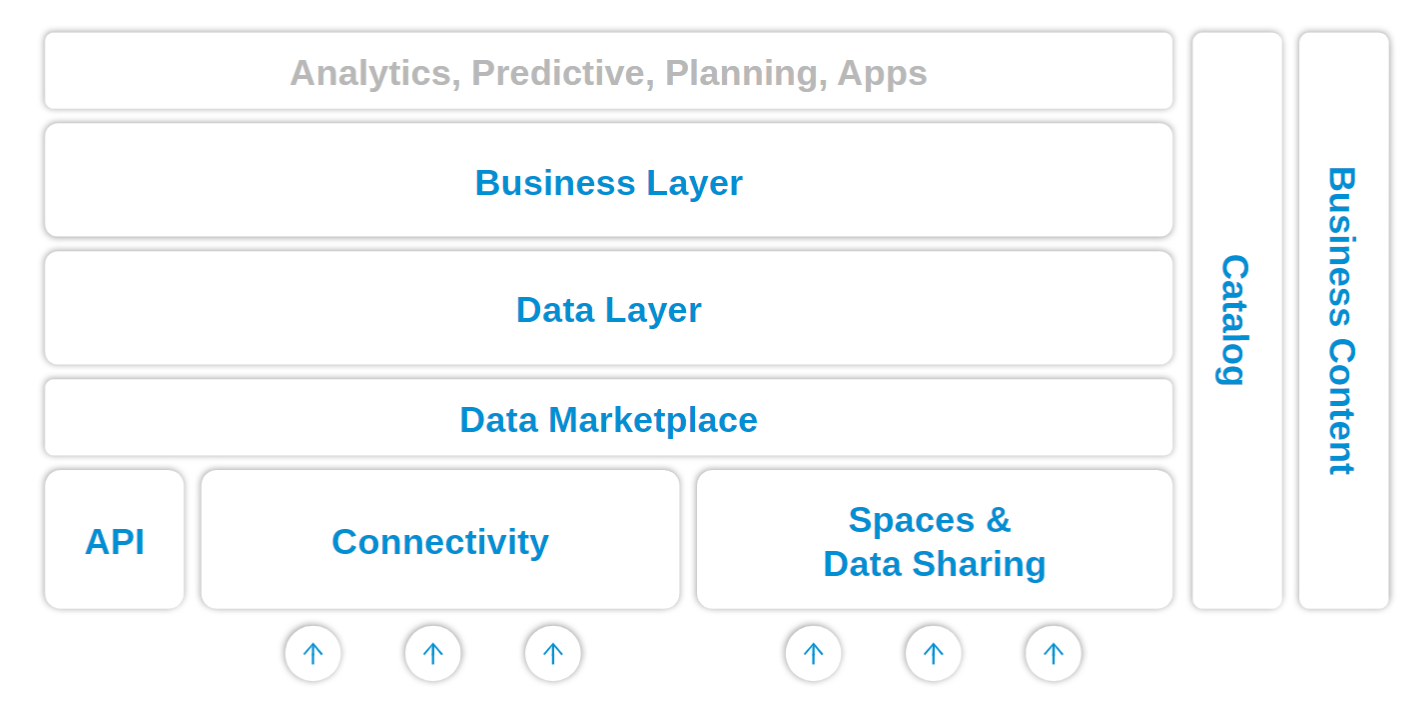 Analytics, Predictive, Planning, Apps
Business Layer
Data Layer
Data Marketplace
API
Connectivity
Spaces &
Data Sharing
Catalog
Business Content